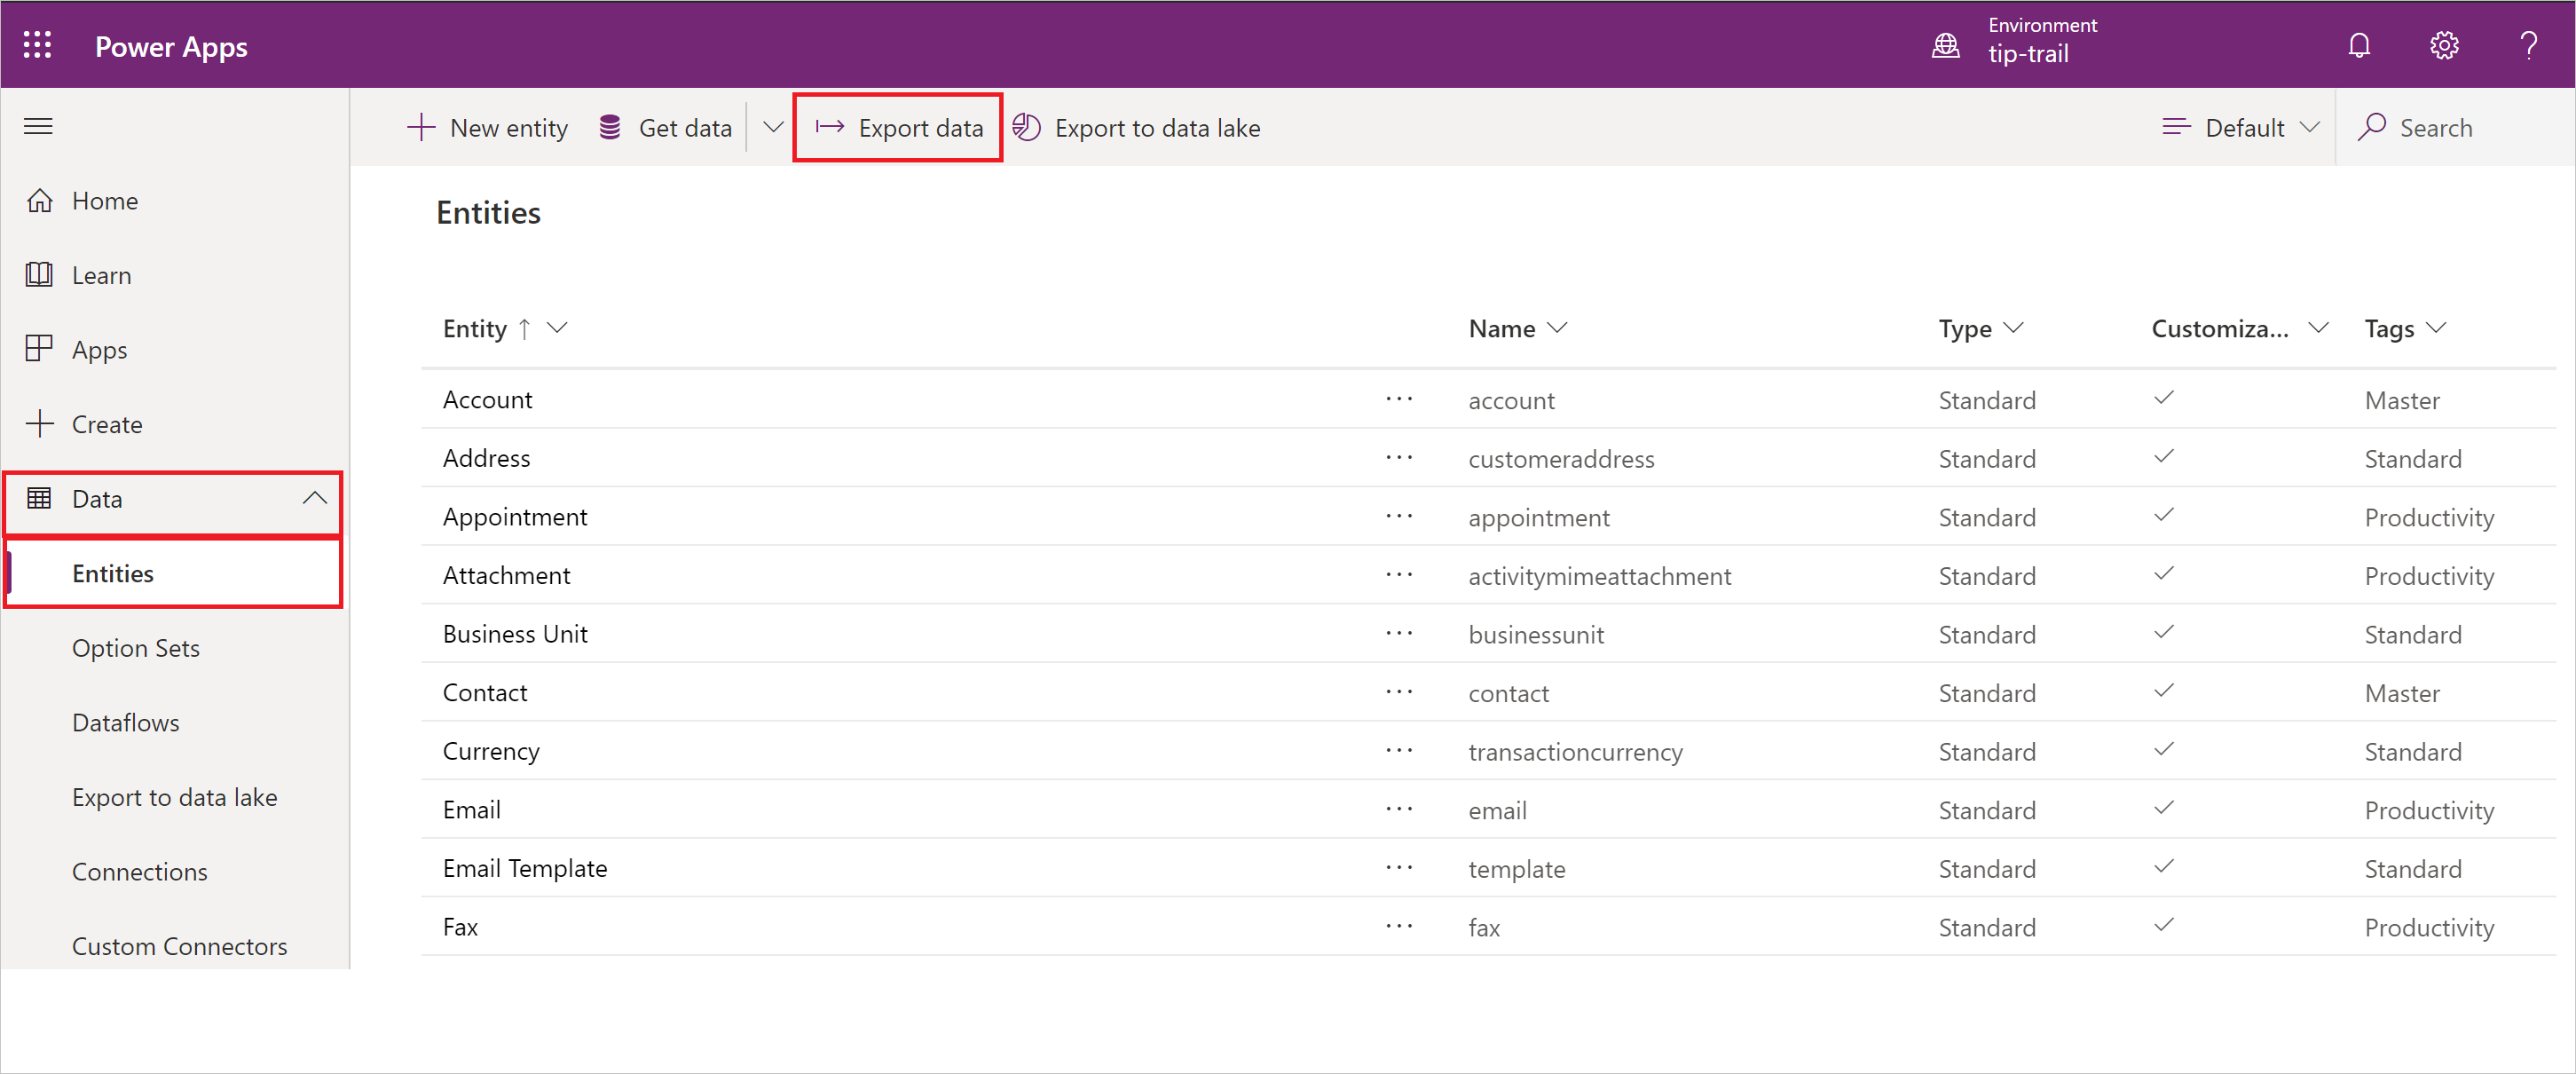 Power Apps
Environment
tip-trail
New entity Get data Export data Export to data lake Default Search
Home
Learn
Apps
Create
Data
Entities
Option Sets
Dataflows
Export to data lake
Connections
Custom Connectors
Entities
Entity Name Type Customiza... Tags
Account account Standard Master
Address customeraddress Standard Standard
Appointment appointment Standard Productivity
Attachment activitymimeattachment Standard Productivity
Business Unit businessunit Standard Standard
Contact contact Standard Master
Currency transactioncurrency Standard Standard
Email email Standard Productivity
Email Template template Standard Standard
Fax fax Standard Productivity